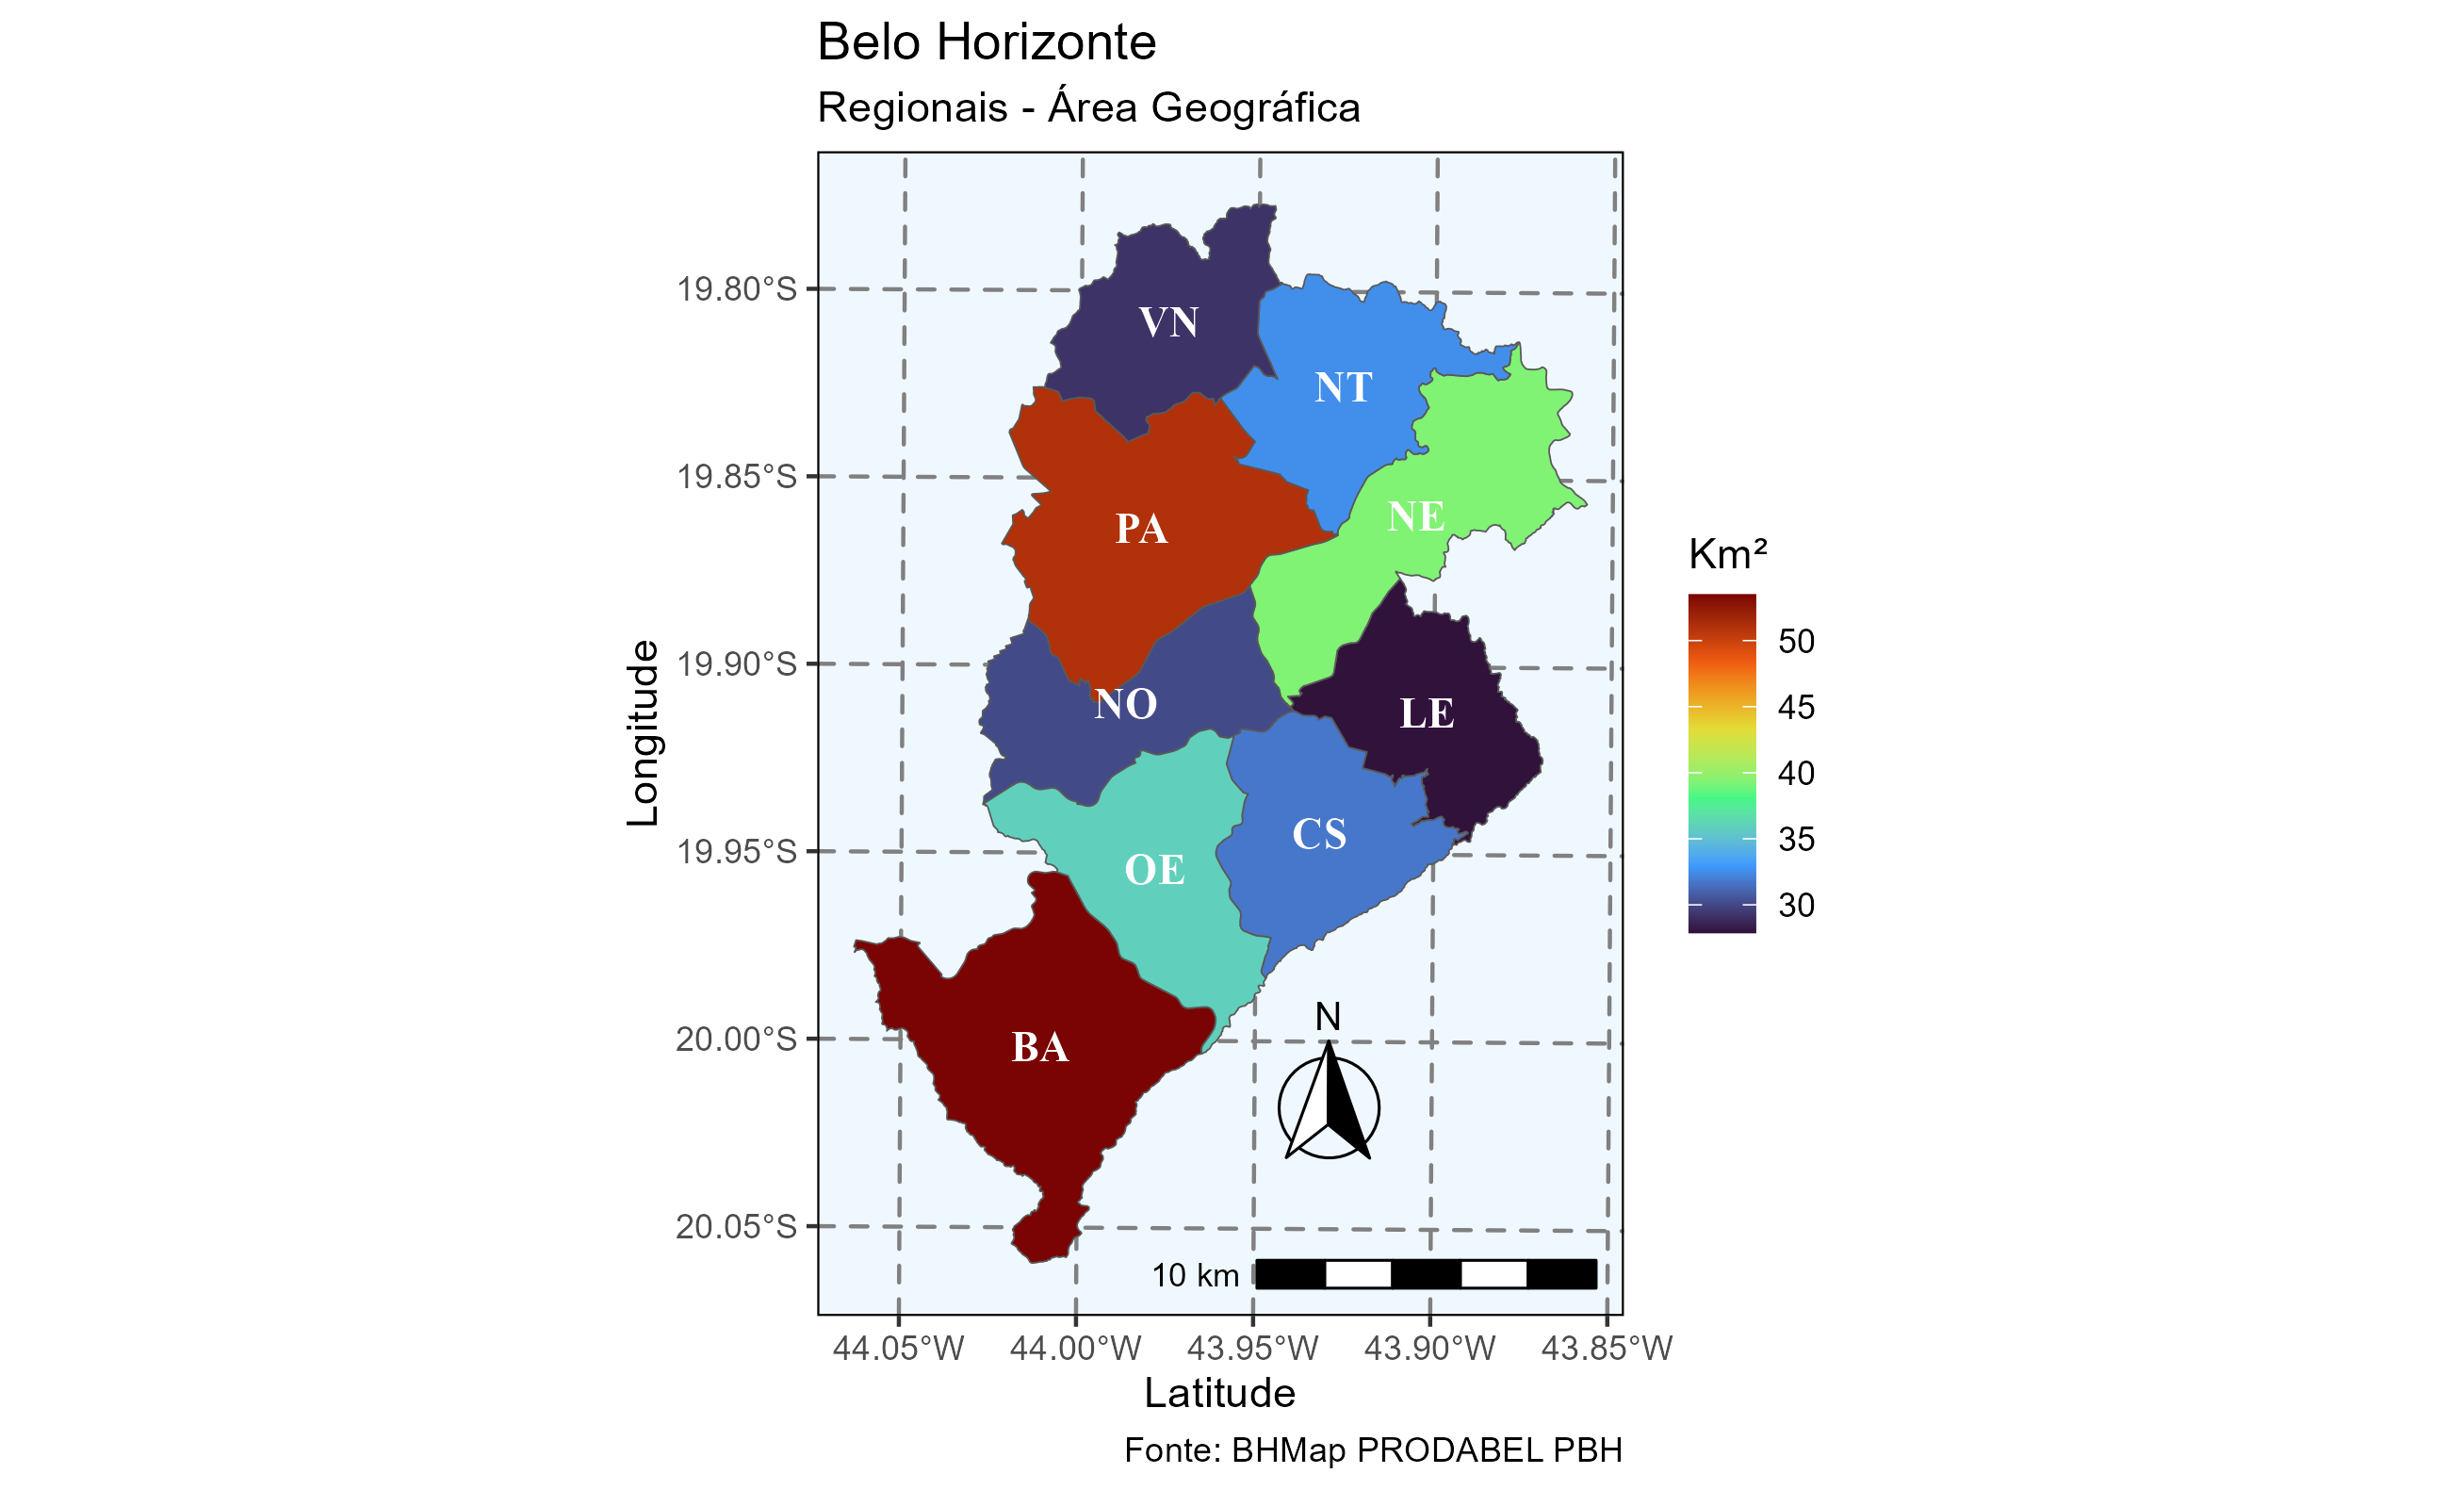 Belo Horizonte
Regionais - Área Geográfica
VN
NT
NE
PA
NO
LE
CS
OE
BA
N
10 km
19.80°S
19.85°S
19.90°S
19.95°S
20.00°S
20.05°S
Longitude
44.05°W 44.00°W 43.95°W 43.90°W 43.85°W
Latitude
Km²
50
45
40
35
30
Fonte: BHMap PRODABEL PBH